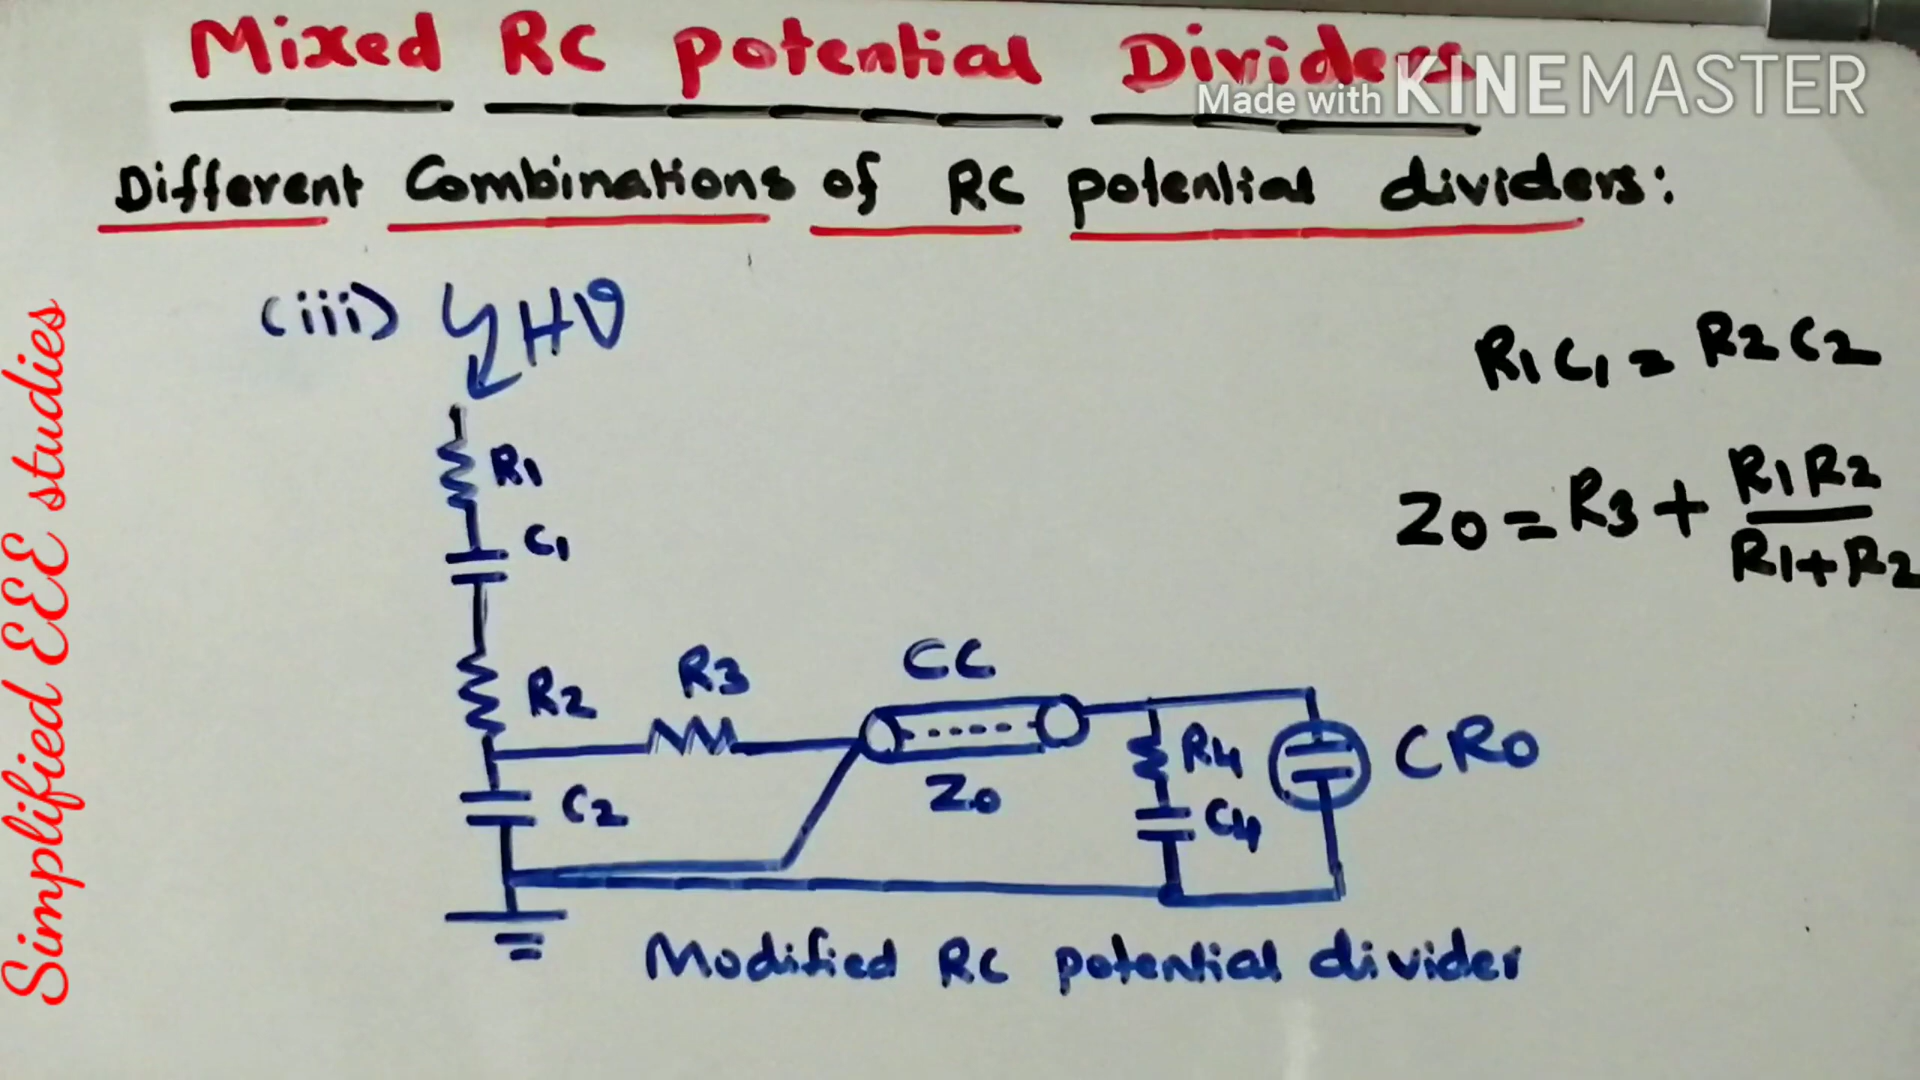 Mixed RC potential Dividers
Made with KINEMASTER
Different Combinations of RC potential dividers:
(iii) HV
R1C1 = R2C2
R1
C1
Z0 = R3 + R1R2
R1+R2
CC
R2
R3
Z0
R4
CRO
C2
C4
Modified RC potential divider
Simplified EEE studies